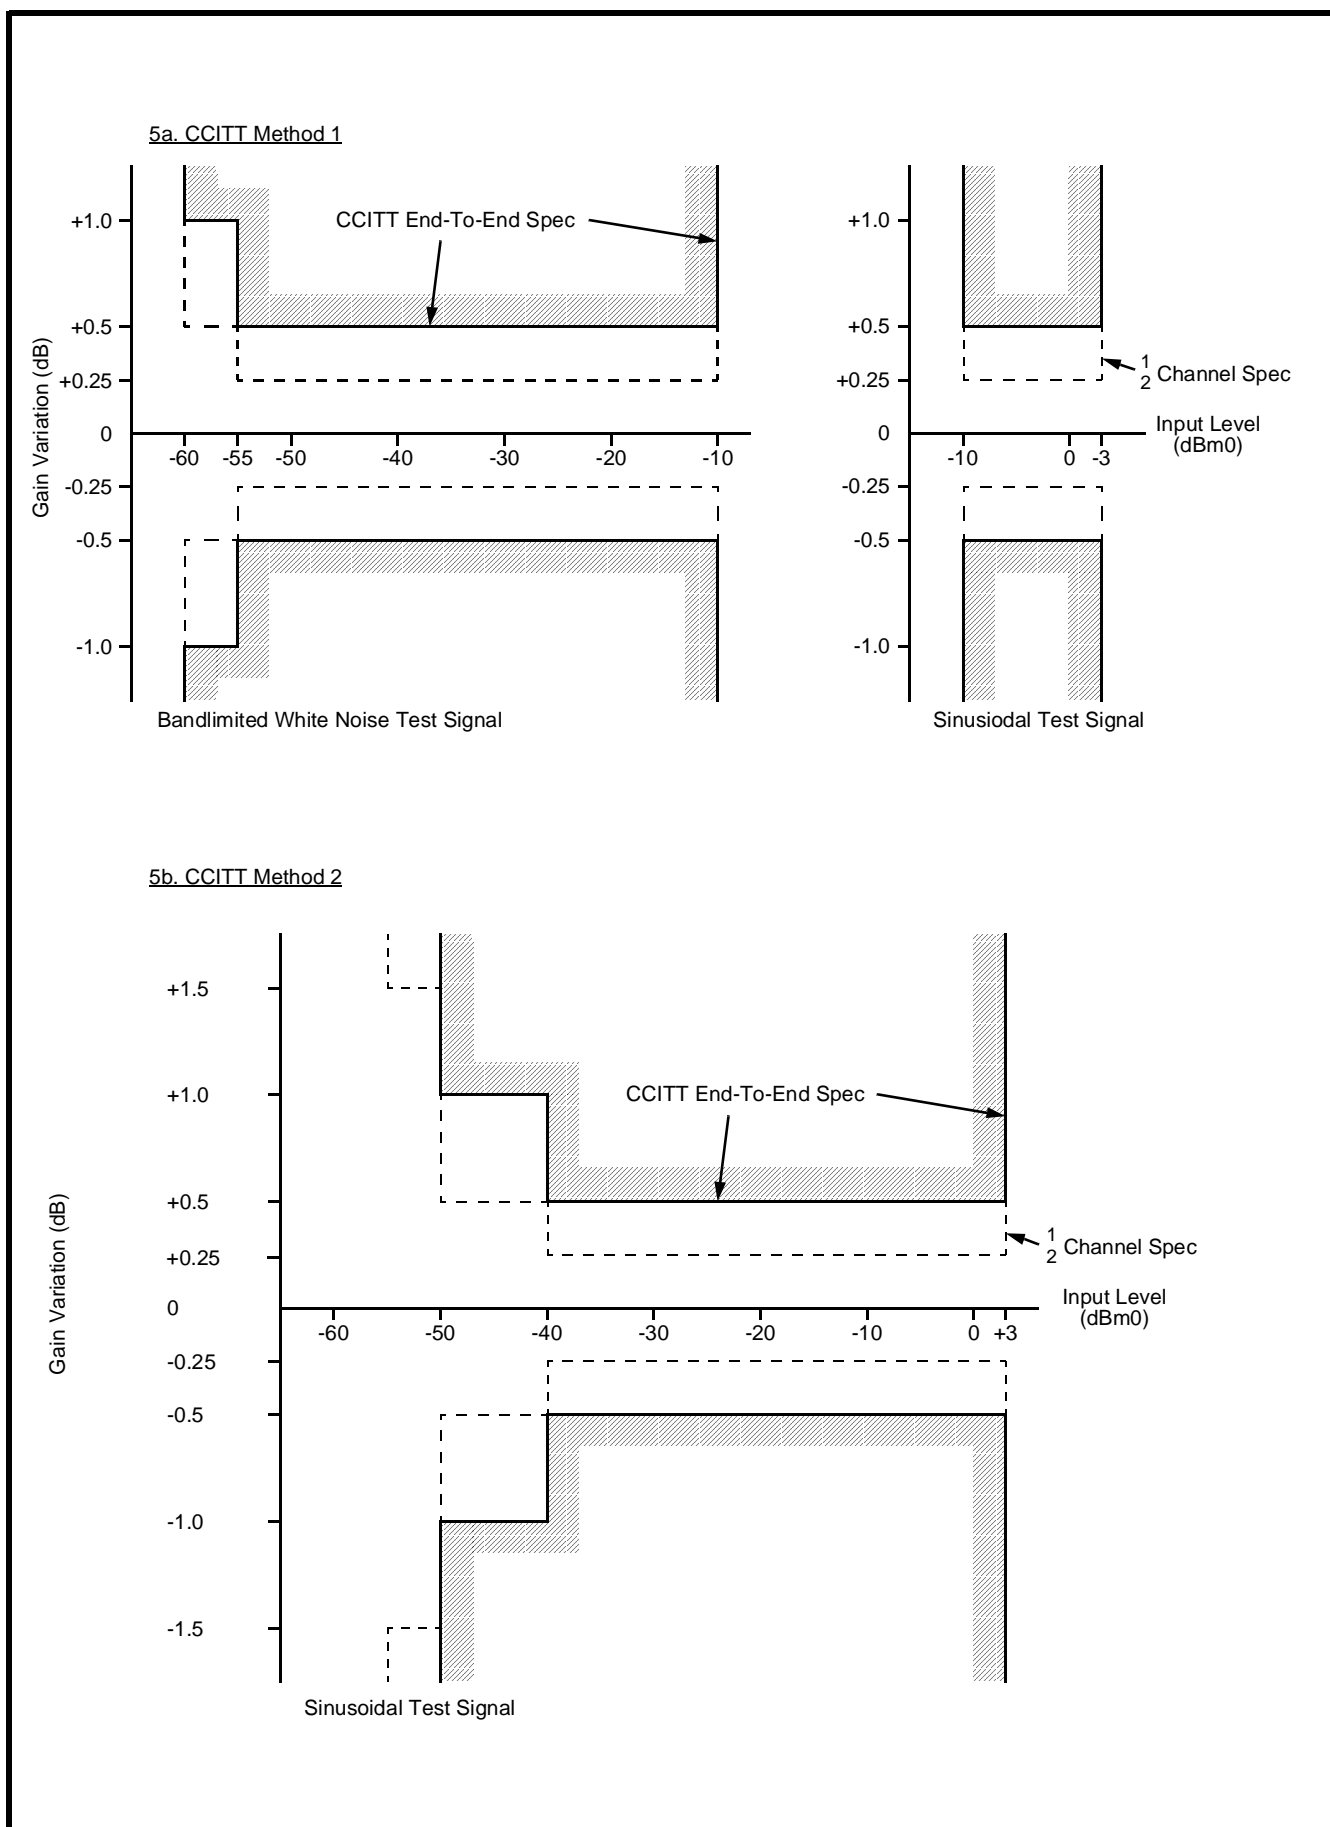 5a. CCITT Method 1
Gain Variation (dB)
+1.0
+0.5
+0.25
0
-0.25
-0.5
-1.0
CCITT End-To-End Spec
-60 -55 -50 -40 -30 -20 -10
Bandlimited White Noise Test Signal
+1.0
+0.5
+0.25
0
-0.25
-0.5
-1.0
1/2 Channel Spec
Input Level
(dBm0)
-10 0 -3
Sinusiodal Test Signal
5b. CCITT Method 2
Gain Variation (dB)
+1.5
+1.0
+0.5
+0.25
0
-0.25
-0.5
-1.0
-1.5
CCITT End-To-End Spec
1/2 Channel Spec
Input Level
(dBm0)
-60 -50 -40 -30 -20 -10 0 +3
Sinusoidal Test Signal